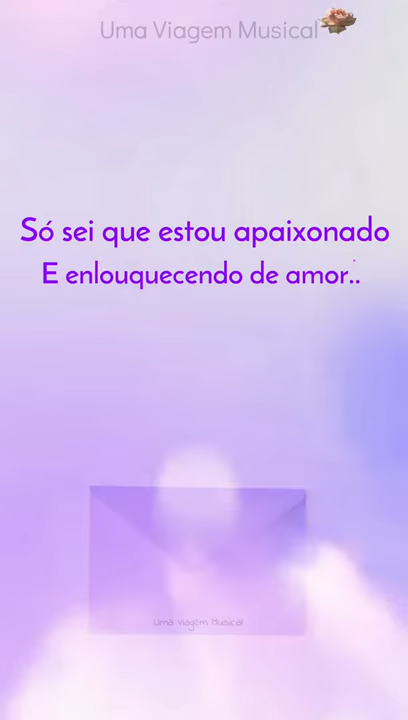 Uma Viagem Musical
Só sei que estou apaixonado
E enlouquecendo de amor..
Uma Viagem Musical